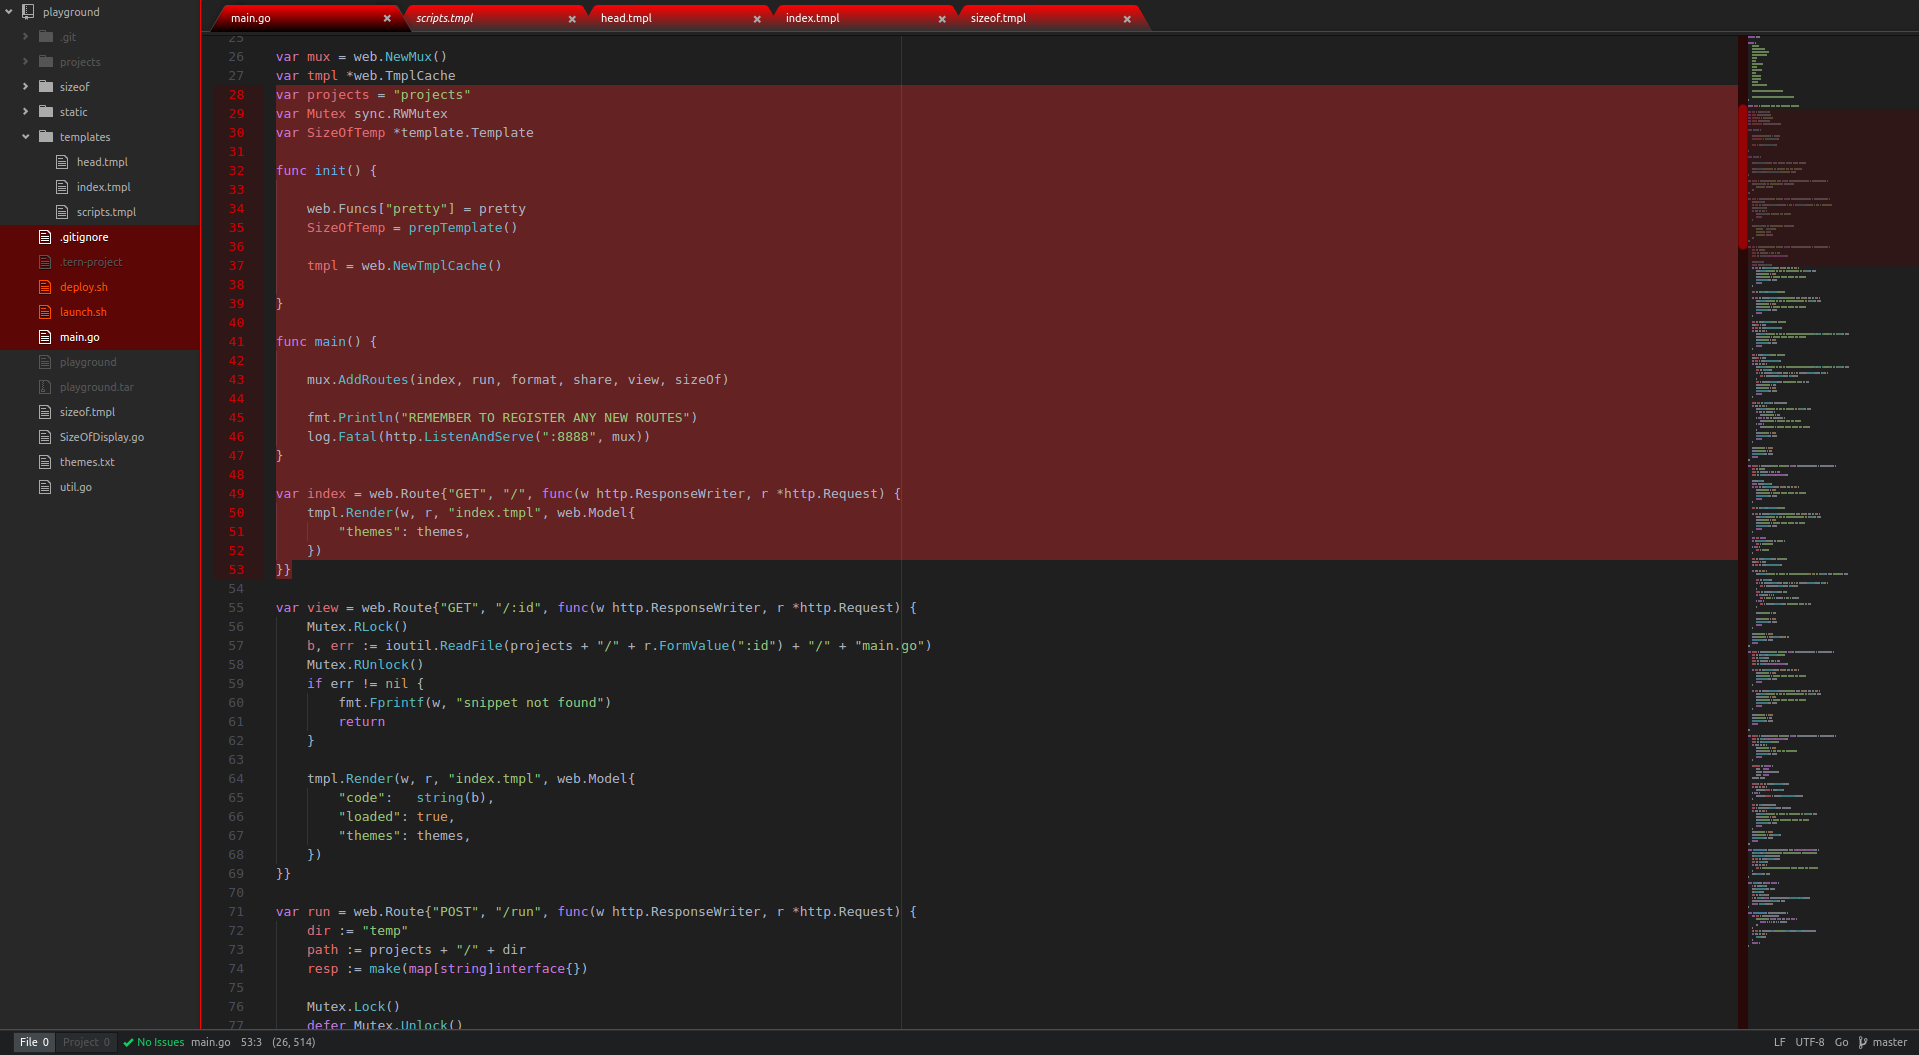 playground
.git
projects
sizeof
static
templates
head.tmpl
index.tmpl
scripts.tmpl
.gitignore
.tern-project
deploy.sh
launch.sh
main.go
playground
playground.tar
sizeof.tmpl
SizeOfDisplay.go
themes.txt
util.go
main.go × scripts.tmpl × head.tmpl × index.tmpl × sizeof.tmpl ×
25
26 var mux = web.NewMux()
27 var tmpl *web.TmplCache
28 var projects = "projects"
29 var Mutex sync.RWMutex
30 var SizeOfTemp *template.Template
31
32 func init() {
33
34 web.Funcs["pretty"] = pretty
35 SizeOfTemp = prepTemplate()
36
37 tmpl = web.NewTmplCache()
38
39 }
40
41 func main() {
42
43 mux.AddRoutes(index, run, format, share, view, sizeOf)
44
45 fmt.Println("REMEMBER TO REGISTER ANY NEW ROUTES")
46 log.Fatal(http.ListenAndServe(":8888", mux))
47 }
48
49 var index = web.Route{"GET", "/", func(w http.ResponseWriter, r *http.Request) {
50 tmpl.Render(w, r, "index.tmpl", web.Model{
51 "themes": themes,
52 })
53 }}
54
55 var view = web.Route{"GET", "/:id", func(w http.ResponseWriter, r *http.Request) {
56 Mutex.RLock()
57 b, err := ioutil.ReadFile(projects + "/" + r.FormValue(":id") + "/" + "main.go")
58 Mutex.RUnlock()
59 if err != nil {
60 fmt.Fprintf(w, "snippet not found")
61 return
62 }
63
64 tmpl.Render(w, r, "index.tmpl", web.Model{
65 "code": string(b),
66 "loaded": true,
67 "themes": themes,
68 })
69 }}
70
71 var run = web.Route{"POST", "/run", func(w http.ResponseWriter, r *http.Request) {
72 dir := "temp"
73 path := projects + "/" + dir
74 resp := make(map[string]interface{})
75
76 Mutex.Lock()
77 defer Mutex.Unlock()
File 0 Project 0 No Issues main.go 53:3 (26, 514) LF UTF-8 Go master